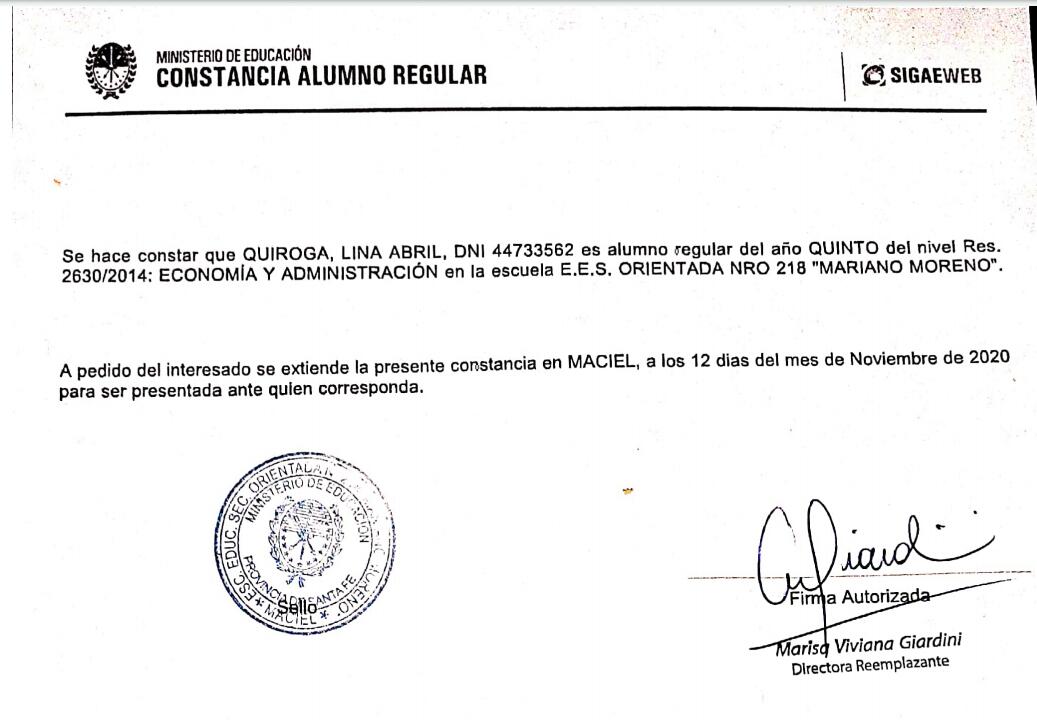 MINISTERIO DE EDUCACIÓN
CONSTANCIA ALUMNO REGULAR
SIGAEWEB
Se hace constar que QUIROGA, LINA ABRIL, DNI 44733562 es alumno regular del año QUINTO del nivel Res.
2630/2014: ECONOMÍA Y ADMINISTRACIÓN en la escuela E.E.S. ORIENTADA NRO 218 "MARIANO MORENO".
A pedido del interesado se extiende la presente constancia en MACIEL, a los 12 dias del mes de Noviembre de 2020
para ser presentada ante quien corresponda.
ESC. EDUC. SEC. ORIENTADA MORENO
MINISTERIO DE EDUCACIÓN
PROVINCIA DE SANTA FE
MACIEL
Sello
Giardi
Firma Autorizada
Marisa Viviana Giardini
Directora Reemplazante